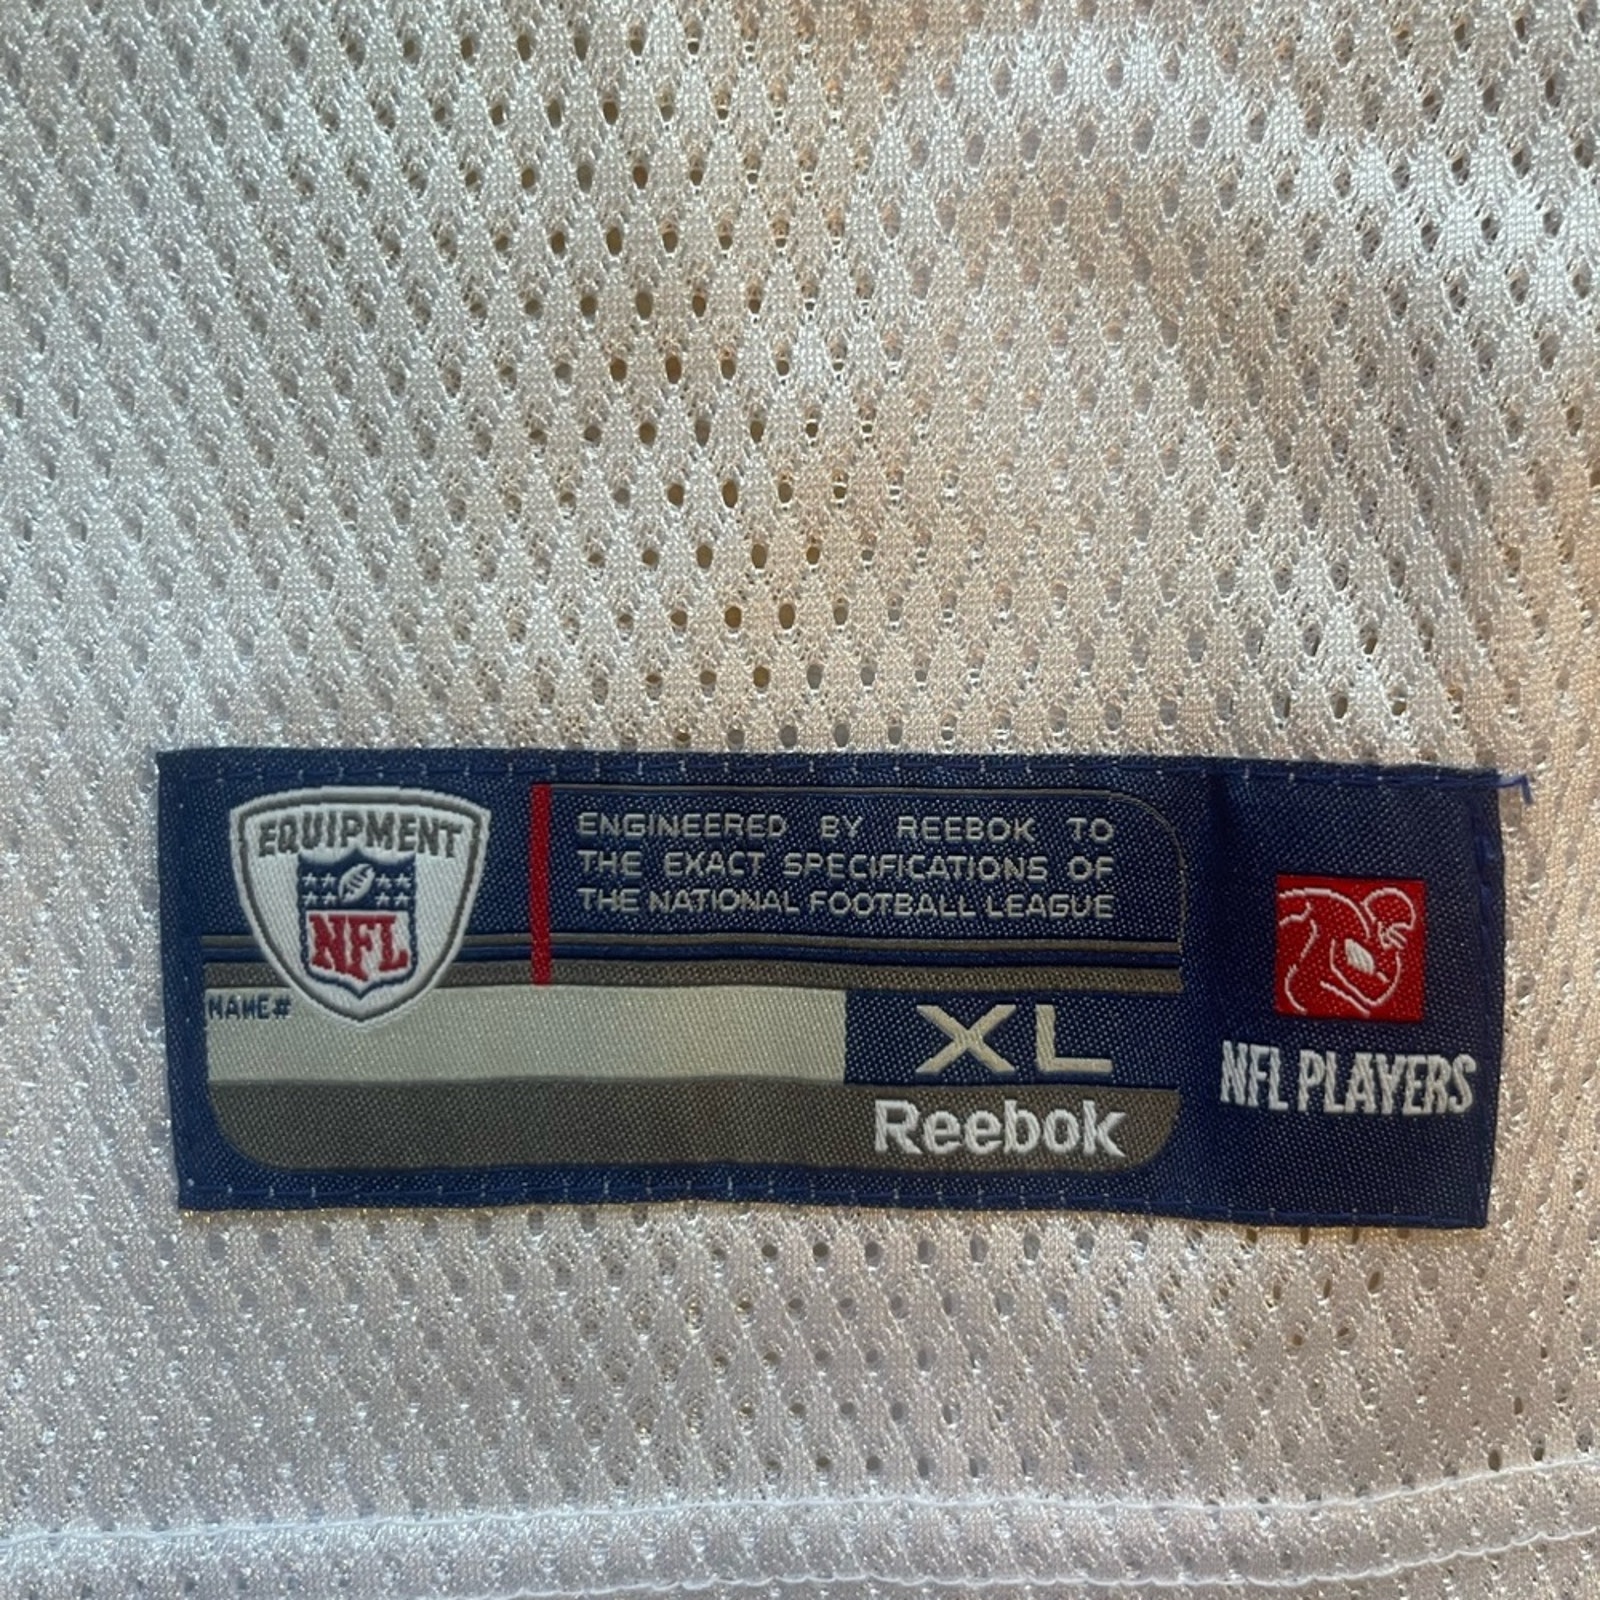 EQUIPMENT
NFL
ENGINEERED BY REEBOK TO
THE EXACT SPECIFICATIONS OF
THE NATIONAL FOOTBALL LEAGUE
NAME#
XL
Reebok
NFL PLAYERS